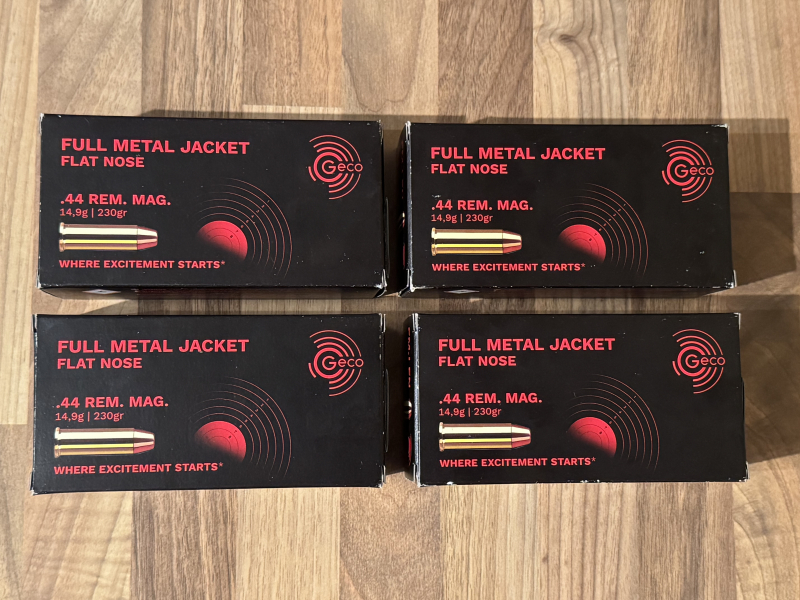 FULL METAL JACKET
FLAT NOSE
Geco
.44 REM. MAG.
14,9g | 230gr
WHERE EXCITEMENT STARTS*
FULL METAL JACKET
FLAT NOSE
Geco
.44 REM. MAG.
14,9g | 230gr
WHERE EXCITEMENT STARTS*
FULL METAL JACKET
FLAT NOSE
Geco
.44 REM. MAG.
14,9g | 230gr
WHERE EXCITEMENT STARTS*
FULL METAL JACKET
FLAT NOSE
Geco
.44 REM. MAG.
14,9g | 230gr
WHERE EXCITEMENT STARTS*